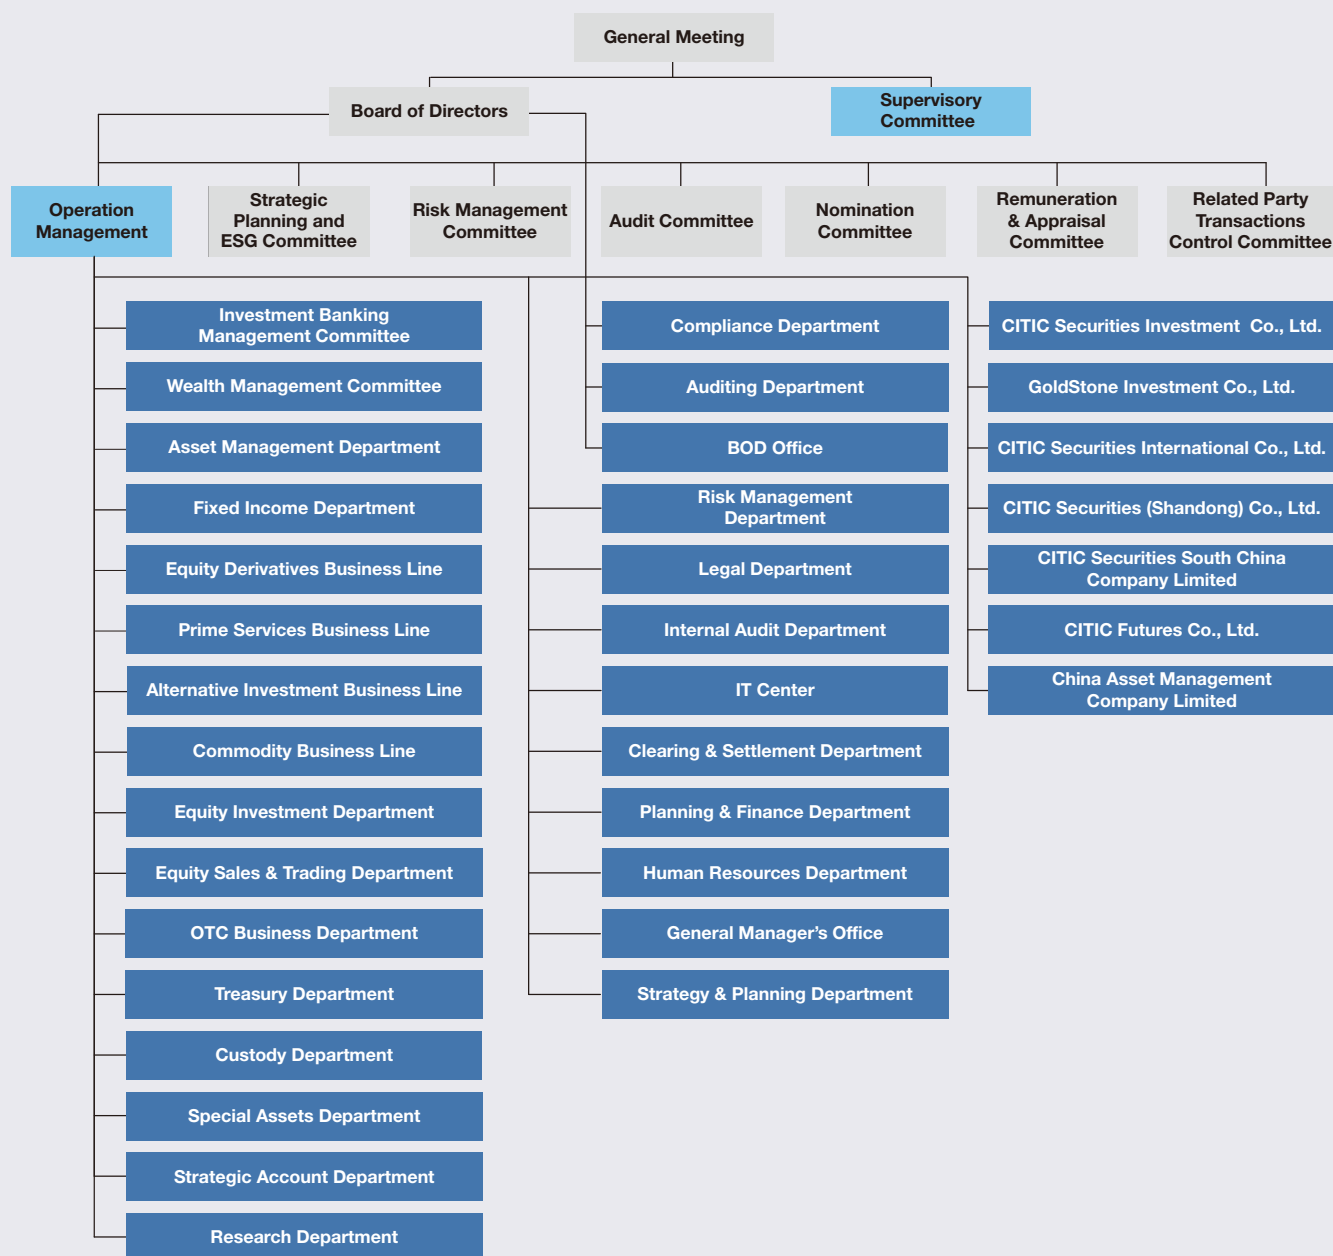 General Meeting
Board of Directors
Supervisory
Committee
Operation
Management
Strategic
Planning and
ESG Committee
Risk Management
Committee
Audit Committee
Nomination
Committee
Remuneration
& Appraisal
Committee
Related Party
Transactions
Control Committee
Investment Banking
Management Committee
Wealth Management Committee
Asset Management Department
Fixed Income Department
Equity Derivatives Business Line
Prime Services Business Line
Alternative Investment Business Line
Commodity Business Line
Equity Investment Department
Equity Sales & Trading Department
OTC Business Department
Treasury Department
Custody Department
Special Assets Department
Strategic Account Department
Research Department
Compliance Department
Auditing Department
BOD Office
Risk Management
Department
Legal Department
Internal Audit Department
IT Center
Clearing & Settlement Department
Planning & Finance Department
Human Resources Department
General Manager's Office
Strategy & Planning Department
CITIC Securities Investment Co., Ltd.
GoldStone Investment Co., Ltd.
CITIC Securities International Co., Ltd.
CITIC Securities (Shandong) Co., Ltd.
CITIC Securities South China
Company Limited
CITIC Futures Co., Ltd.
China Asset Management
Company Limited